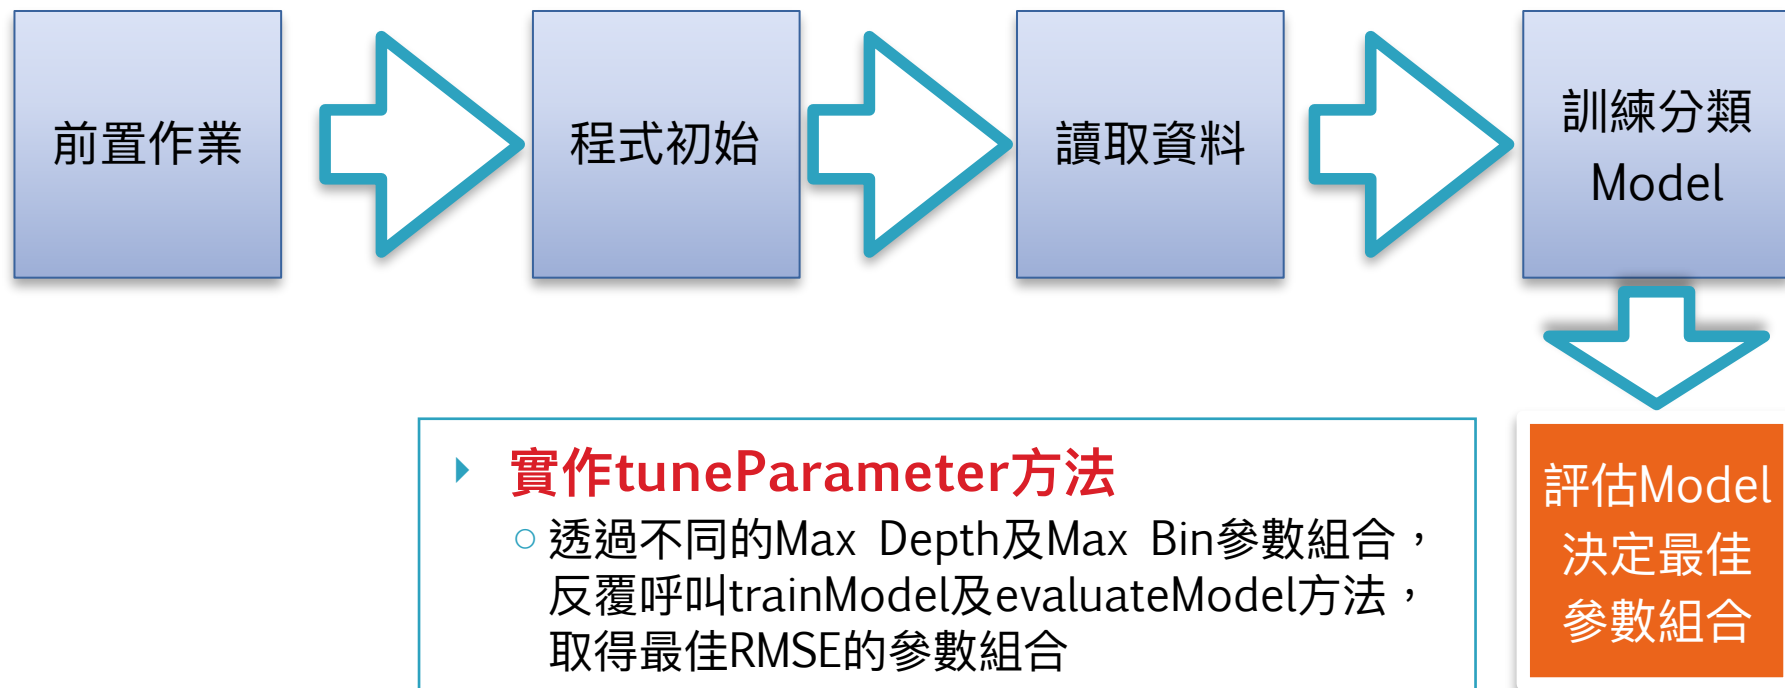 前置作業
程式初始
讀取資料
訓練分類
Model
實作tuneParameter方法
透過不同的Max Depth及Max Bin參數組合，
反覆呼叫trainModel及evaluateModel方法，
取得最佳RMSE的參數組合
評估Model
決定最佳
參數組合